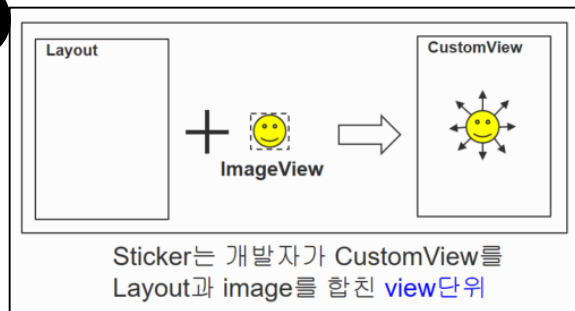 Layout
CustomView
ImageView
Sticker는 개발자가 CustomView를
Layout과 image를 합친 view단위